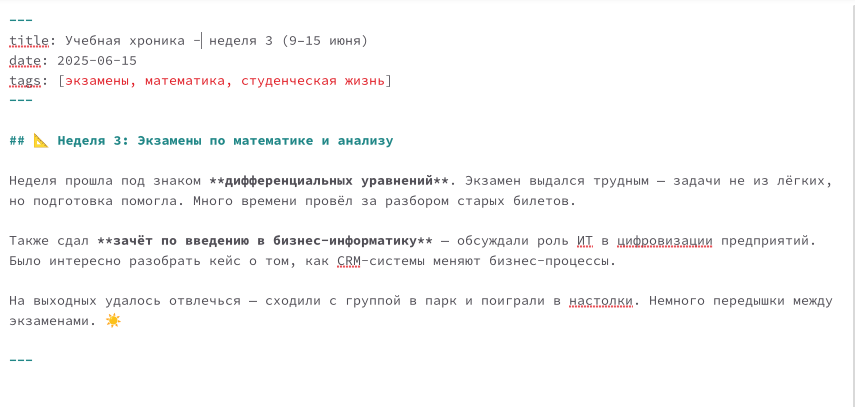 ---
title: Учебная хроника - неделя 3 (9–15 июня)
date: 2025-06-15
tags: [экзамены, математика, студенческая жизнь]
---
## 📐 Неделя 3: Экзамены по математике и анализу
Неделя прошла под знаком **дифференциальных уравнений**. Экзамен выдался трудным — задачи не из лёгких,
но подготовка помогла. Много времени провёл за разбором старых билетов.
Также сдал **зачёт по введению в бизнес-информатику** — обсуждали роль ИТ в цифровизации предприятий.
Было интересно разобрать кейс о том, как CRM-системы меняют бизнес-процессы.
На выходных удалось отвлечься — сходили с группой в парк и поиграли в настолки. Немного передышки между
экзаменами. ☀️
---